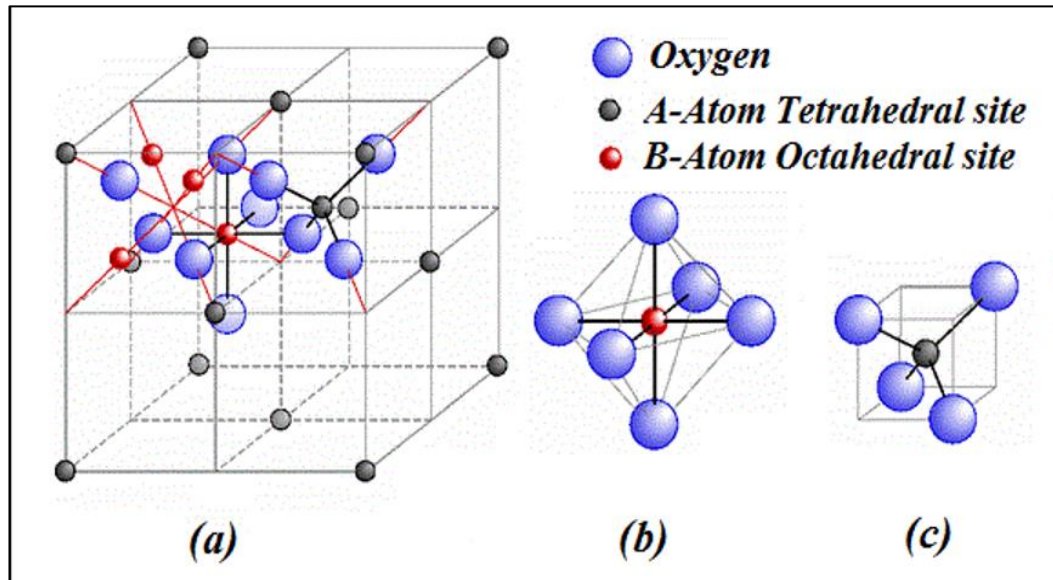 Oxygen
A-Atom Tetrahedral site
B-Atom Octahedral site
(a)
(b)
(c)